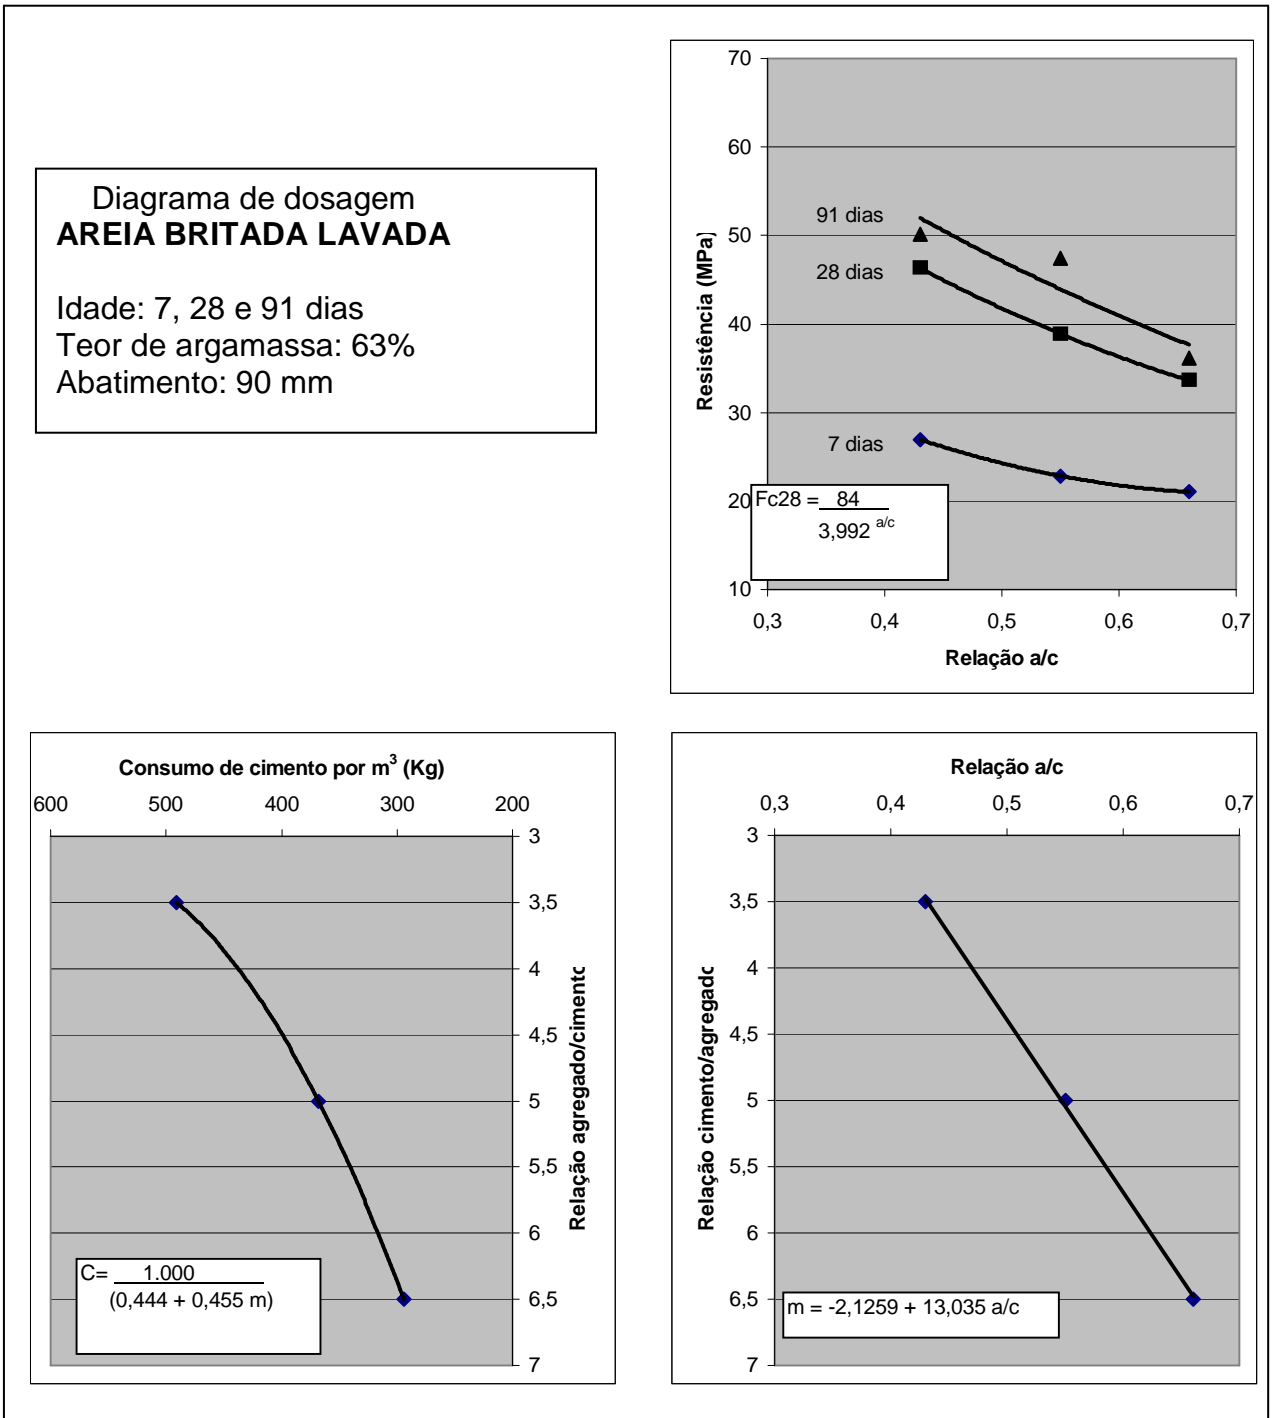 Diagrama de dosagem
AREIA BRITADA LAVADA
Idade: 7, 28 e 91 dias
Teor de argamassa: 63%
Abatimento: 90 mm
70
60
50
40
30
20
10
Resistência (MPa)
91 dias
28 dias
7 dias
Fc28 = 84
3,992 a/c
0,3 0,4 0,5 0,6 0,7
Relação a/c
Consumo de cimento por m³ (Kg)
600 500 400 300 200
3
3,5
4
4,5
5
5,5
6
6,5
7
Relação agregado/cimento
C= 1.000
(0,444 + 0,455 m)
Relação a/c
0,3 0,4 0,5 0,6 0,7
3
3,5
4
4,5
5
5,5
6
6,5
7
Relação cimento/agregado
m = -2,1259 + 13,035 a/c